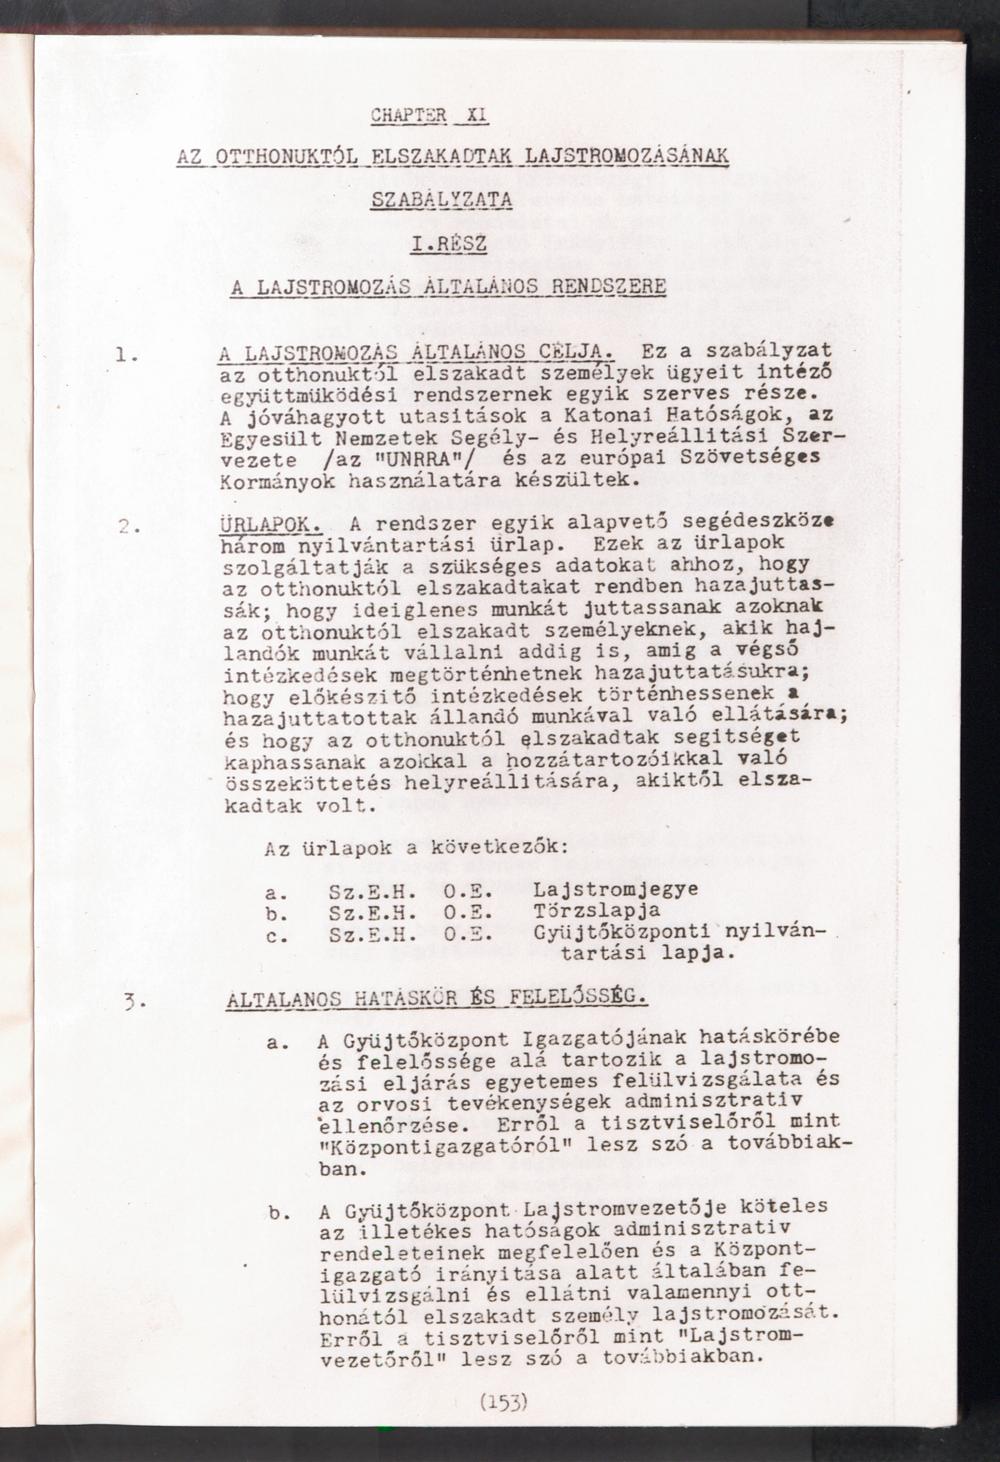 CHAPTER XI
AZ OTTHONUKTÓL ELSZAKADTAK LAJSTROMOZÁSÁNAK
SZABÁLYZATA
I.RÉSZ
A LAJSTROMOZÁS ÁLTALÁNOS RENDSZERE
1. A LAJSTROMOZÁS ÁLTALÁNOS CÉLJA. Ez a szabályzat
az otthonuktól elszakadt személyek ügyeit intéző
együttmüködési rendszernek egyik szerves része.
A jóváhagyott utasitások a Katonai Hatóságok, az
Egyesült Nemzetek Segély- és Helyreállitási Szer-
vezete /az "UNRRA"/ és az európai Szövetséges
Kormányok használatára készültek.
2. ÜRLAPOK. A rendszer egyik alapvető segédeszköze
három nyilvántartási ürlap. Ezek az ürlapok
szolgáltatják a szükséges adatokat ahhoz, hogy
az otthonuktól elszakadtakat rendben hazajuttas-
sák; hogy ideiglenes munkát juttassanak azoknak
az otthonuktól elszakadt személyeknek, akik haj-
landók munkát vállalni addig is, amig a végső
intézkedések megtörténhetnek hazajuttatásukra;
hogy előkészitő intézkedések történhessenek a
hazajuttatottak állandó munkával való ellátására;
és hogy az otthonuktól elszakadtak segitséget
kaphassanak azokkal a hozzátartozóikkal való
összeköttetés helyreállitására, akiktől elsza-
kadtak volt.
Az ürlapok a következők:
a. Sz.E.H. O.E. Lajstromjegye
b. Sz.E.H. O.E. Törzslapja
c. Sz.E.H. O.E. Gyüjtőközponti nyilván-
tartási lapja.
3. ÁLTALANOS HATÁSKÖR ÉS FELELŐSSÉG.
a. A Gyüjtőközpont Igazgatójának hatáskörébe
és felelőssége alá tartozik a lajstromo-
zási eljárás egyetemes felülvizsgálata és
az orvosi tevékenységek adminisztrativ
ellenőrzése. Erről a tisztviselőről mint
"Központigazgatóról" lesz szó a továbbiak-
ban.
b. A Gyüjtőközpont Lajstromvezetője köteles
az illetékes hatóságok adminisztrativ
rendeleteinek megfelelően és a Központ-
igazgató irányitása alatt általában fe-
lülvizsgálni és ellátni valamennyi ott-
honától elszakadt személy lajstromozását.
Erről a tisztviselőről mint "Lajstrom-
vezetőről" lesz szó a továbbiakban.
(153)